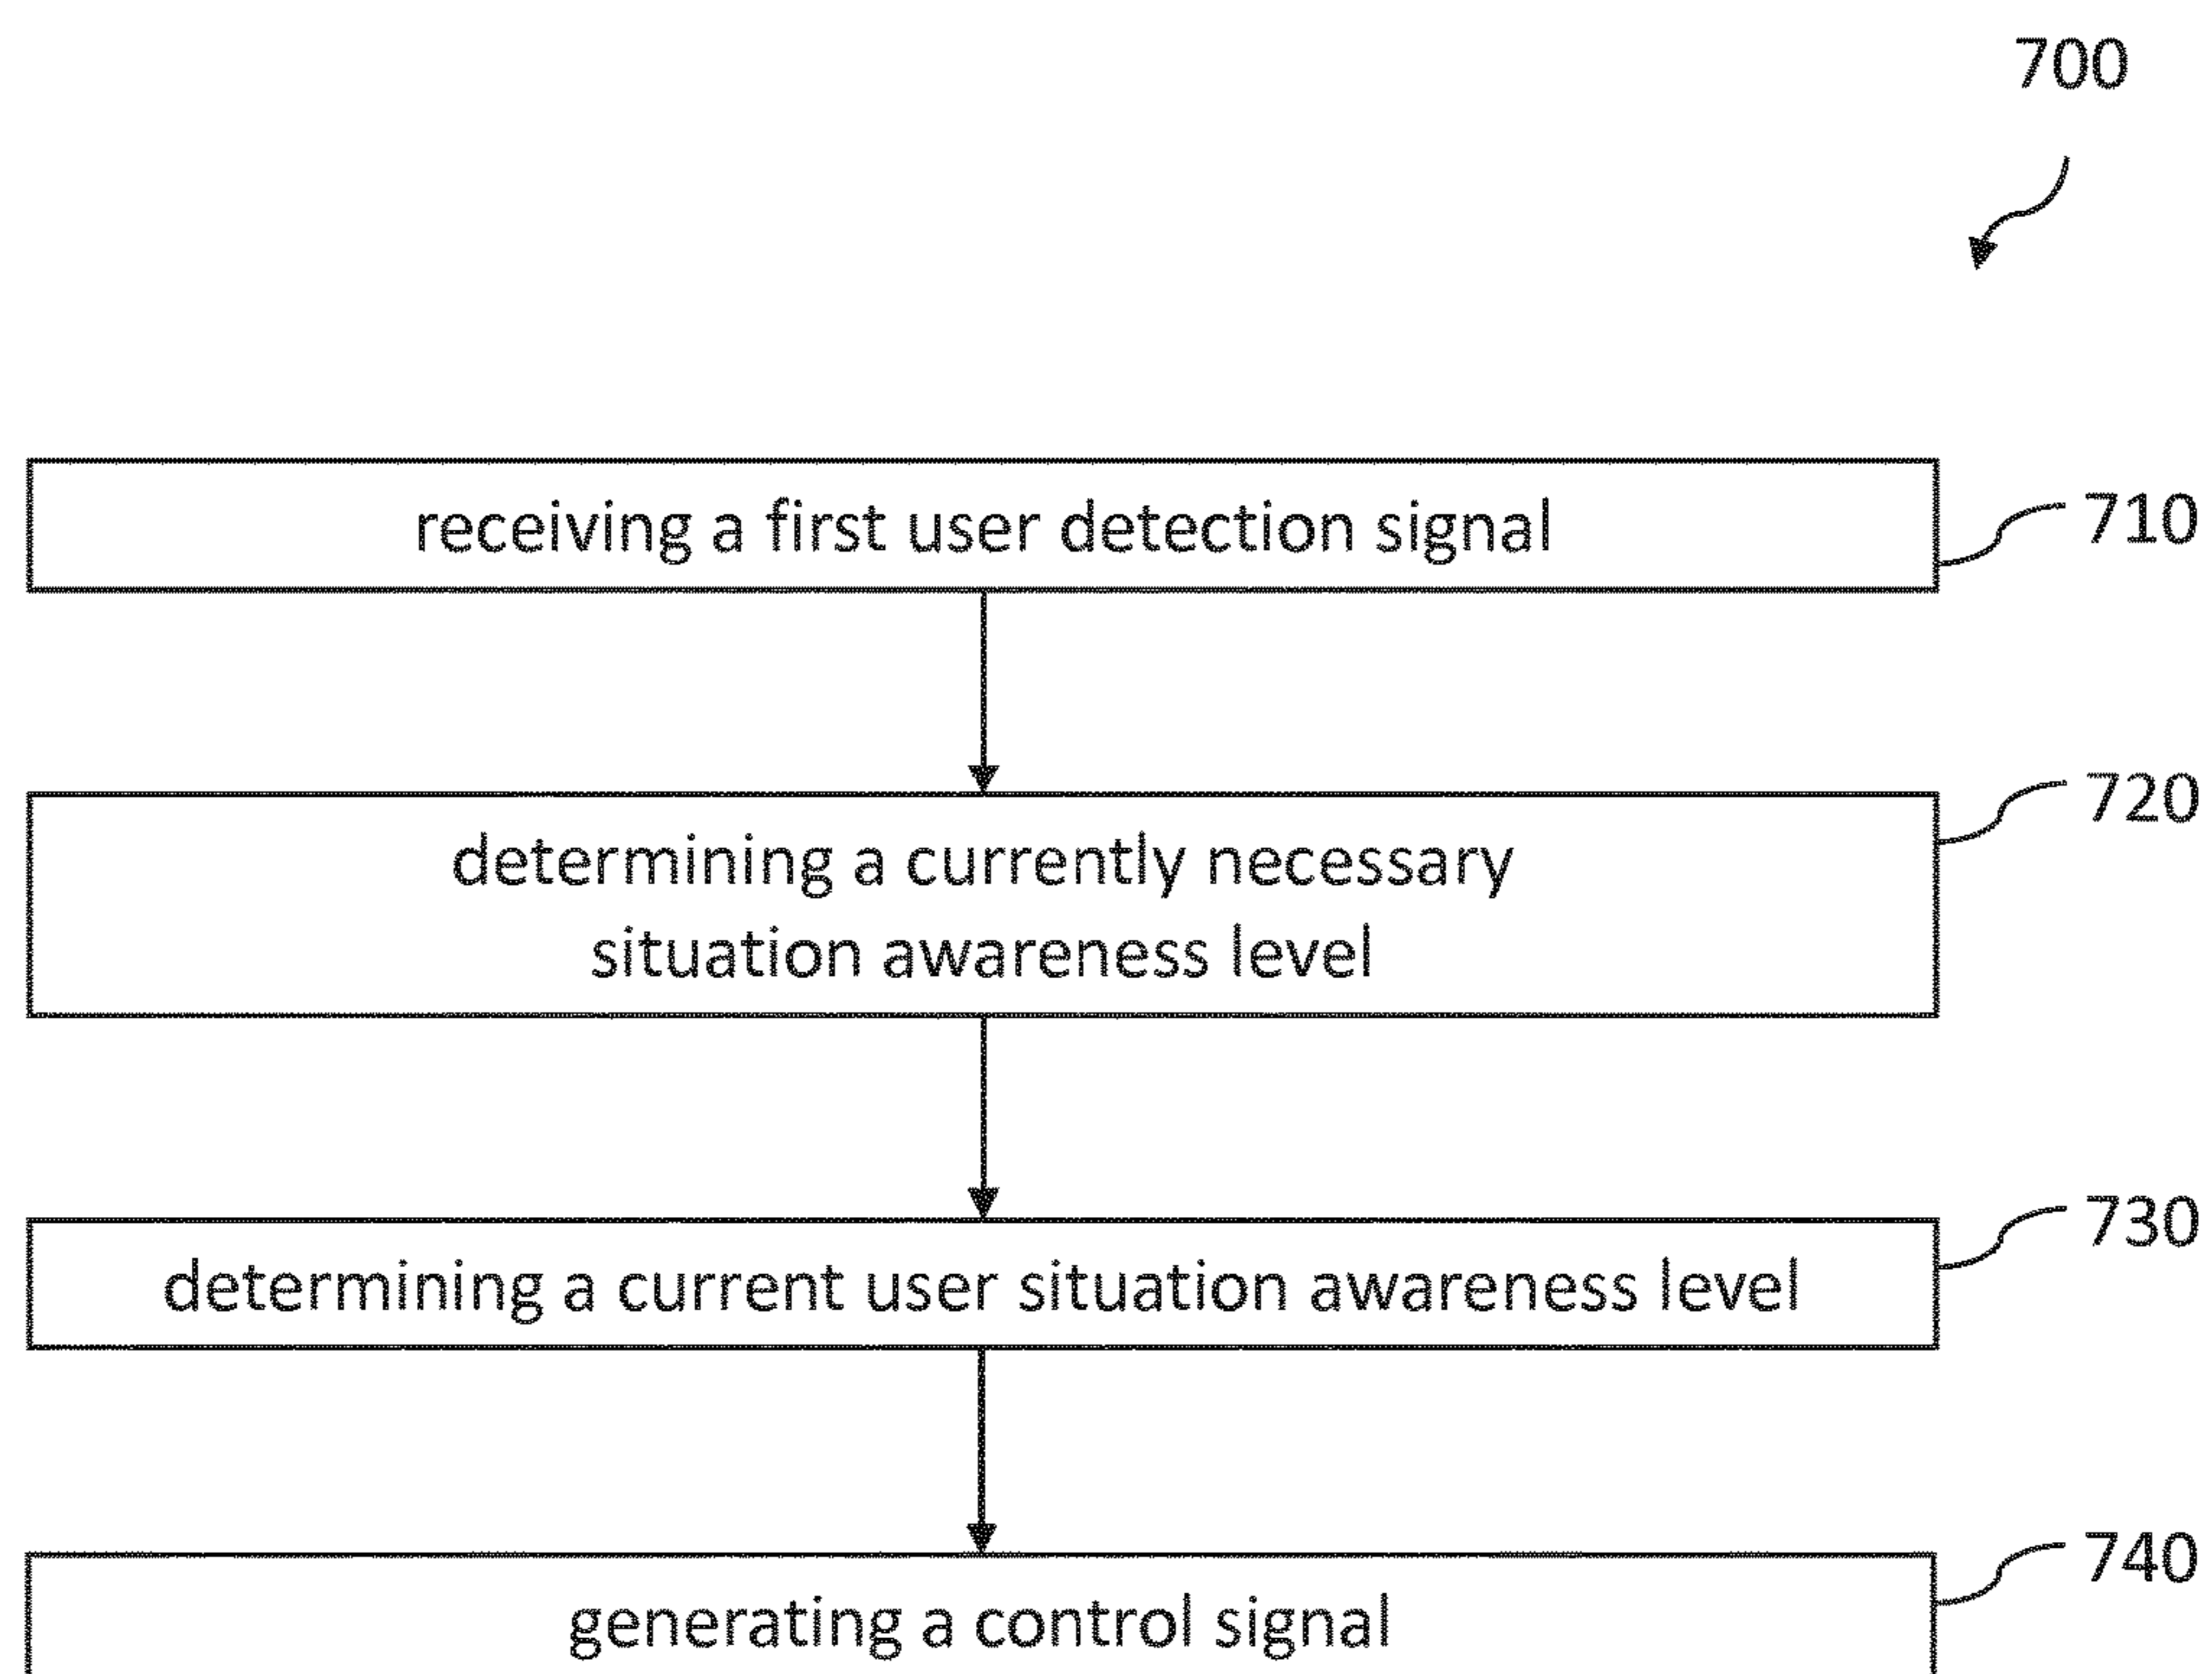 700
receiving a first user detection signal
710
determining a currently necessary
situation awareness level
720
determining a current user situation awareness level
730
generating a control signal
740